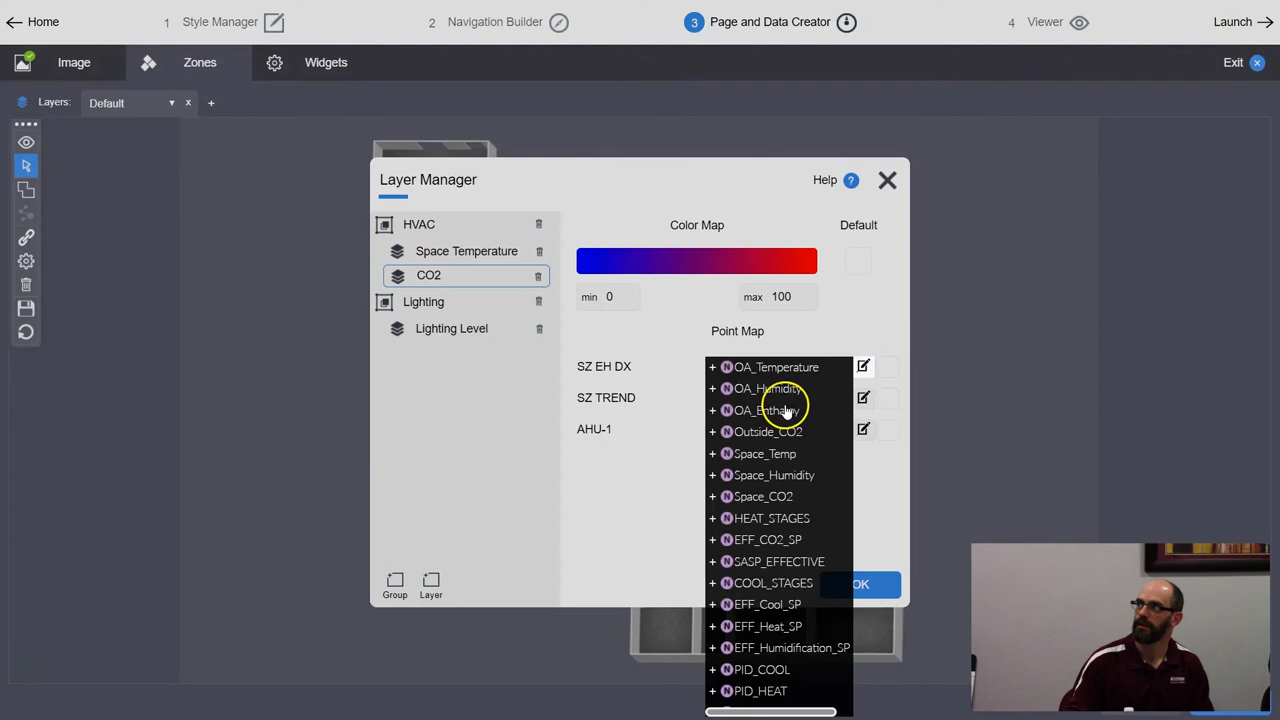 Home
1 Style Manager
2 Navigation Builder
3 Page and Data Creator
4 Viewer
Launch
Image
Zones
Widgets
Exit
Layers:
Default
x
+
Layer Manager
Help ?
HVAC
Space Temperature
CO2
Lighting
Lighting Level
Group
Layer
Color Map
Default
min 0
max 100
Point Map
SZ EH DX
SZ TREND
AHU-1
+ N OA_Temperature
+ N OA_Humidity
+ N OA_Enthalpy
+ N Outside_CO2
+ N Space_Temp
+ N Space_Humidity
+ N Space_CO2
+ N HEAT_STAGES
+ N EFF_CO2_SP
+ N SASP_EFFECTIVE
+ N COOL_STAGES
+ N EFF_Cool_SP
+ N EFF_Heat_SP
+ N EFF_Humidification_SP
+ N PID_COOL
+ N PID_HEAT
OK